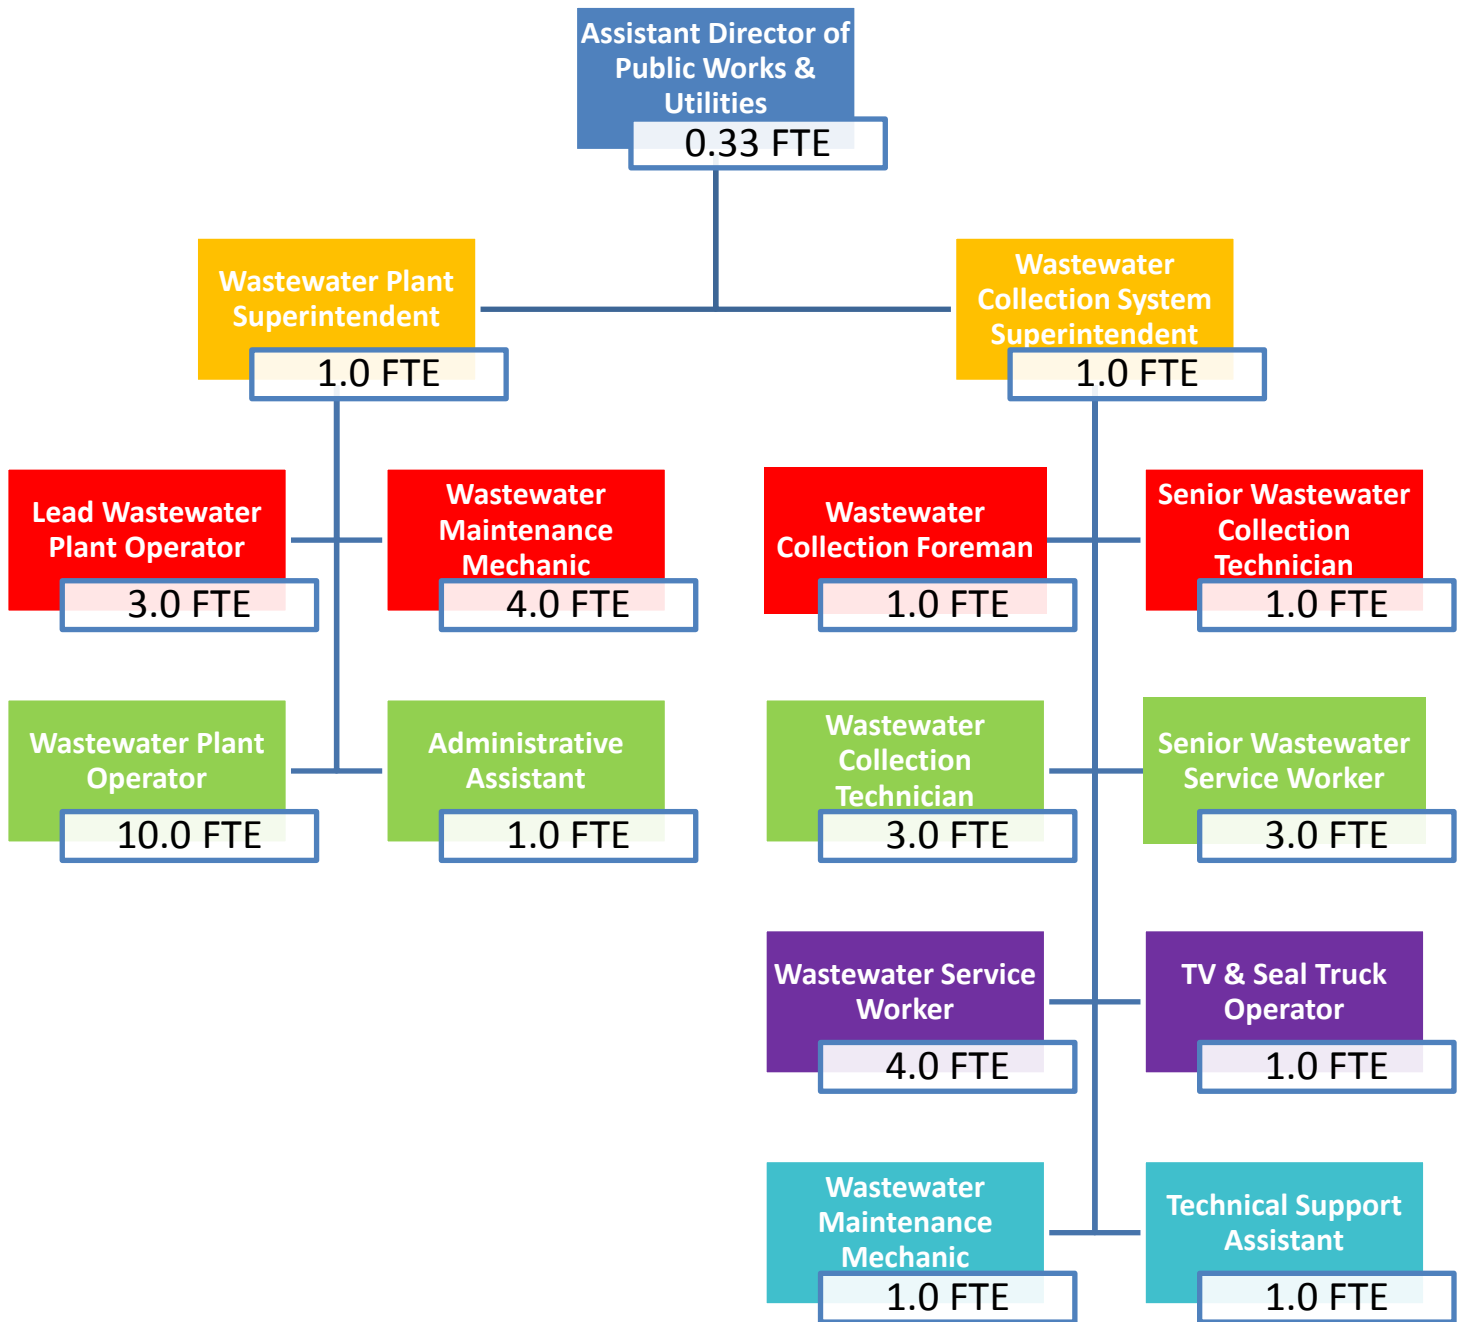 Assistant Director of
Public Works &
Utilities
0.33 FTE
Wastewater Plant
Superintendent
1.0 FTE
Wastewater
Collection System
Superintendent
1.0 FTE
Lead Wastewater
Plant Operator
3.0 FTE
Wastewater
Maintenance
Mechanic
4.0 FTE
Wastewater
Collection Foreman
1.0 FTE
Senior Wastewater
Collection
Technician
1.0 FTE
Wastewater Plant
Operator
10.0 FTE
Administrative
Assistant
1.0 FTE
Wastewater
Collection
Technician
3.0 FTE
Senior Wastewater
Service Worker
3.0 FTE
Wastewater Service
Worker
4.0 FTE
TV & Seal Truck
Operator
1.0 FTE
Wastewater
Maintenance
Mechanic
1.0 FTE
Technical Support
Assistant
1.0 FTE